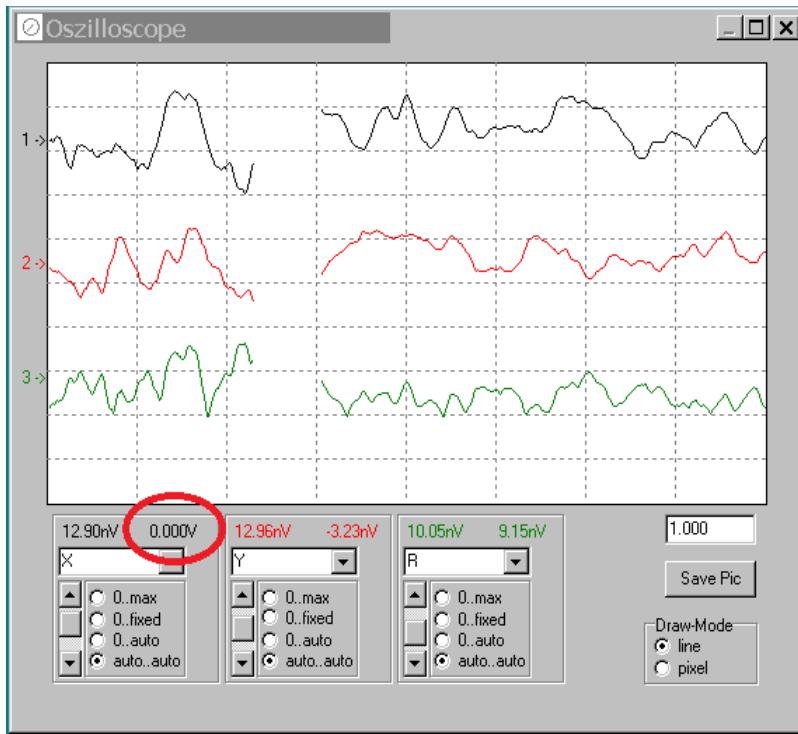 Oszilloscope
1->
2->
3->
12.90nV 0.000V 12.96nV -3.23nV 10.05nV 9.15nV 1.000
X Y R
Save Pic
0..max 0..max 0..max
0..fixed 0..fixed 0..fixed
0..auto 0..auto 0..auto
auto..auto auto..auto auto..auto
Draw-Mode
line
pixel